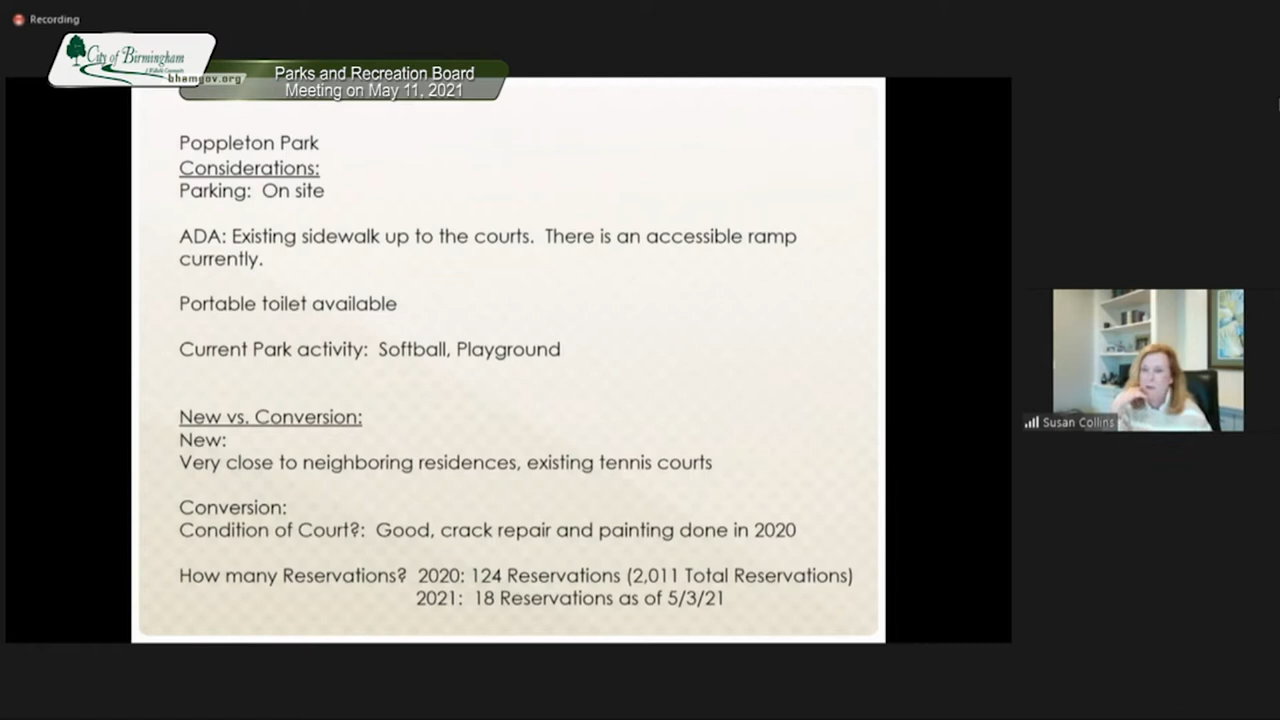 Recording
City of Birmingham
bhamgov.org
Parks and Recreation Board
Meeting on May 11, 2021
Poppleton Park
Considerations:
Parking: On site
ADA: Existing sidewalk up to the courts. There is an accessible ramp
currently.
Portable toilet available
Current Park activity: Softball, Playground
New vs. Conversion:
New:
Very close to neighboring residences, existing tennis courts
Conversion:
Condition of Court?: Good, crack repair and painting done in 2020
How many Reservations? 2020: 124 Reservations (2,011 Total Reservations)
2021: 18 Reservations as of 5/3/21
Susan Collins